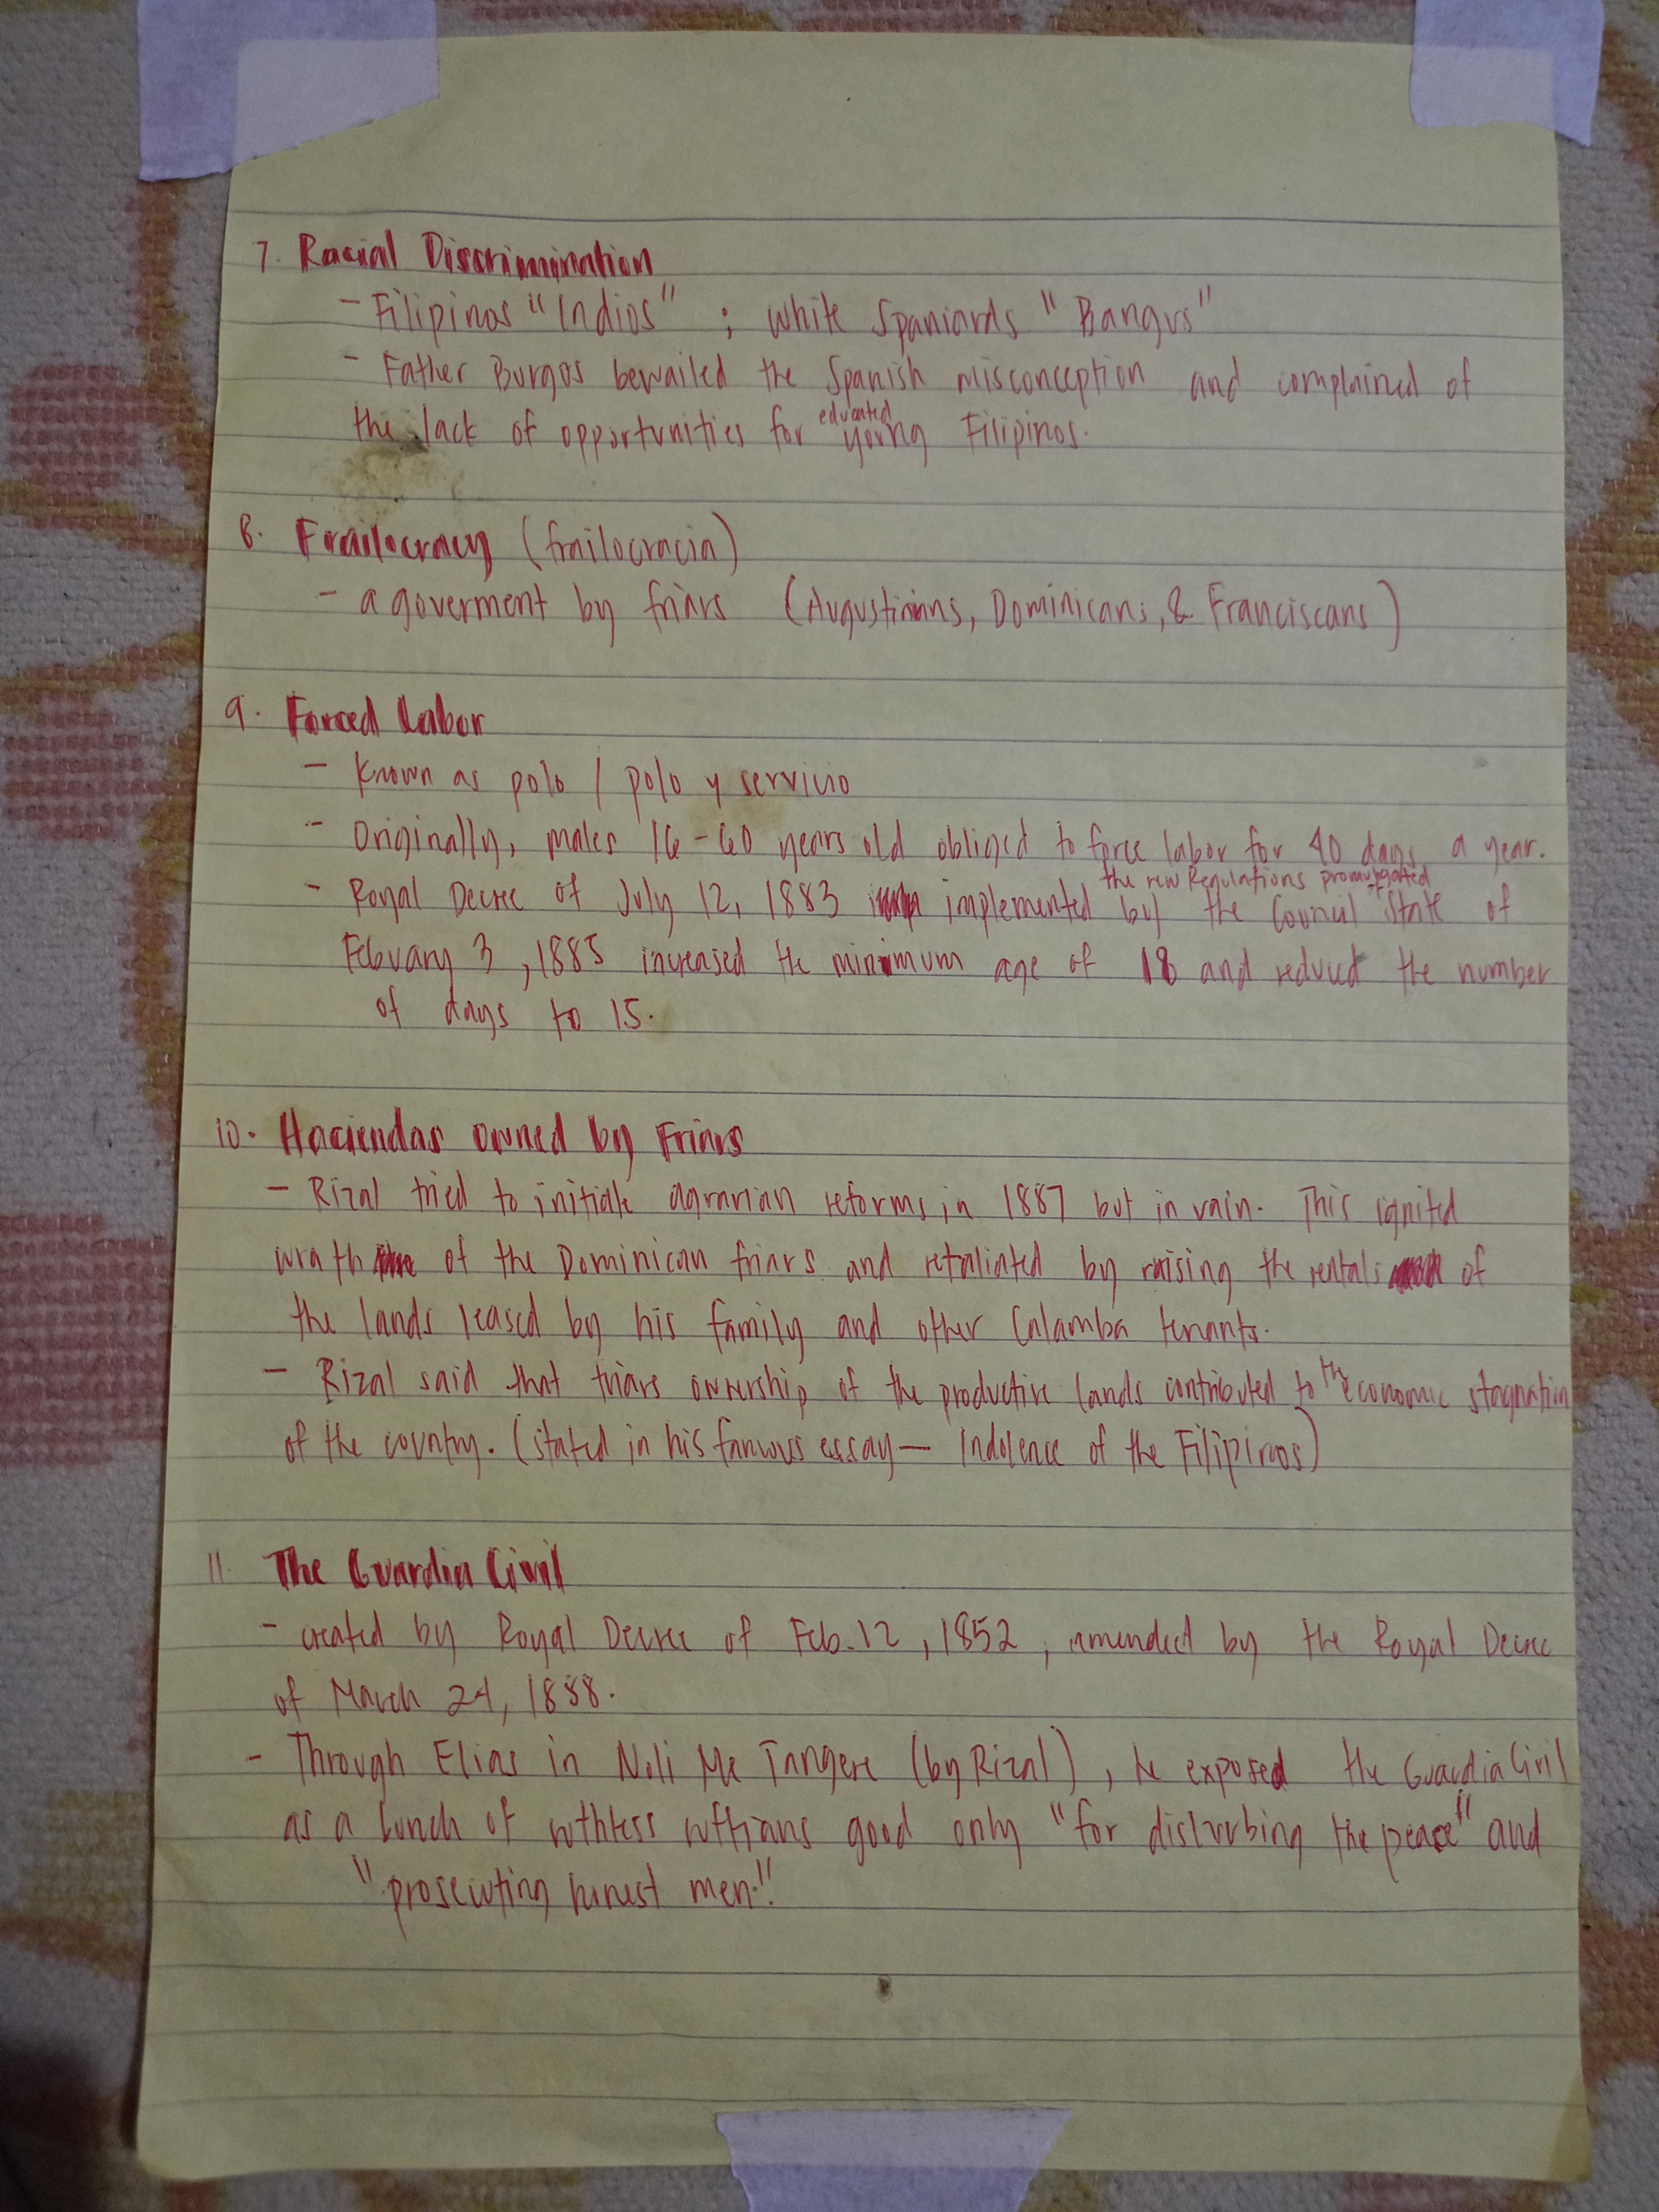 7. Racial Discrimination
- Filipinos "Indios" ; White Spaniards "Bangus"
- Father Burgos bewailed the Spanish misconception and complained of
the lack of opportunities for educated young Filipinos.
8. Frailocracy (frailocracia)
- a goverment by friars (Augustinians, Dominicans, & Franciscans)
9. Forced Labor
- Known as polo / polo y servicio
- Originally, males 16-60 years old obliged to force labor for 40 days a year.
the new Regulations promulgated
- Royal Decree of July 12, 1883 implemented by the Council State of
February 3, 1885 increased the minimum age of 18 and reduced the number
of days to 15.
10. Haciendas owned by Friars
- Rizal tried to initiate agrarian reforms in 1887 but in vain. This ignited
wrath of the Dominican friars and retaliated by raising the rentals of
the lands leased by his family and other Calamba tenants.
- Rizal said that friars ownership of the productive lands contributed to the economic stagnation
of the country. (stated in his famous essay— Indolence of the Filipinos)
11. The Guardia Civil
- created by Royal Decree of Feb. 12, 1852, amended by the Royal Decree
of March 24, 1888.
- Through Elias in Noli Me Tangere (by Rizal), he exposed the Guardia Civil
as a bunch of ruthless ruffians good only "for disturbing the peace" and
"prosecuting honest men."